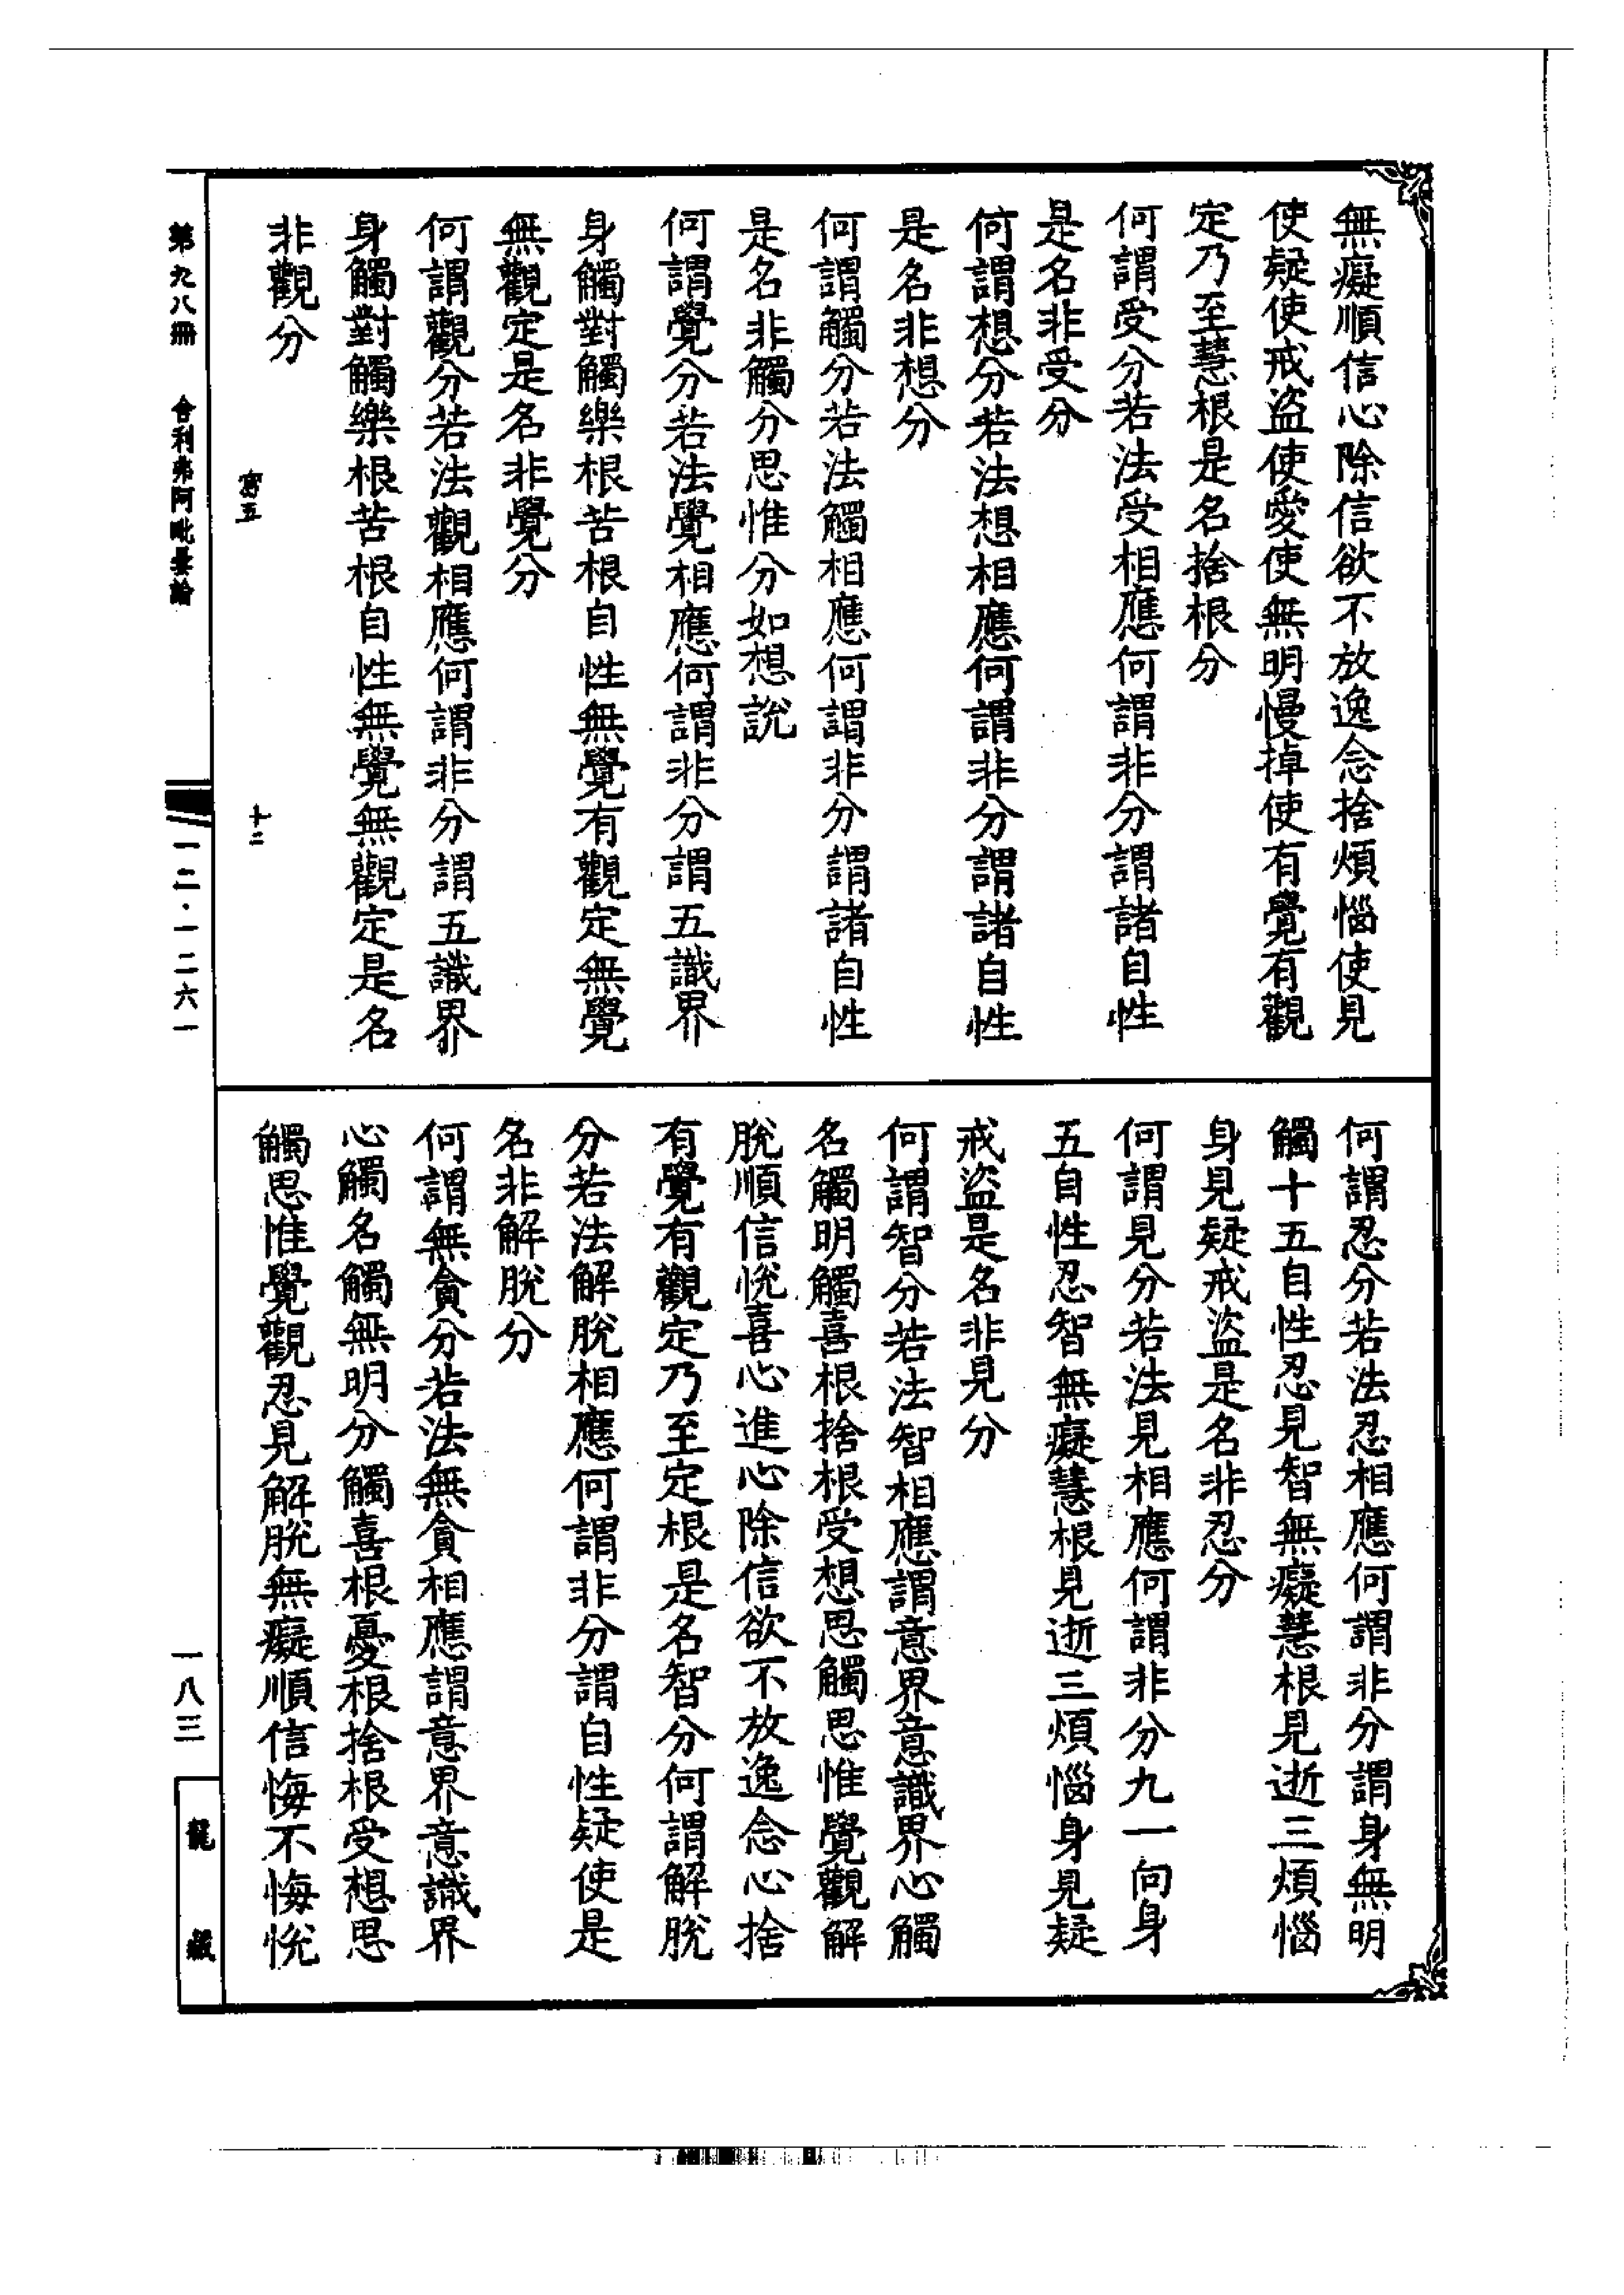 無癡順信心除信欲不放逸念捨煩惱使見
使疑使戒盜使愛使無明慢掉使有覺有觀
定乃至慧根是名捨根分
何謂受分若法受相應何謂非分謂諸自性
是名非受分
何謂想分若法想相應何謂非分謂諸自性
是名非想分
何謂觸分若法觸相應何謂非分謂諸自性
是名非觸分思惟分如想說
何謂覺分若法覺相應何謂非分謂五識界
身觸對觸樂根苦根自性無覺有觀定無覺
無觀定是名非覺分
何謂觀分若法觀相應何謂非分謂五識界
身觸對觸樂根苦根自性無覺無觀定是名
非觀分
何謂忍分若法忍相應何謂非分謂身無明
觸十五自性忍見智無癡慧根見逝三煩惱
身見疑戒盜是名非忍分
何謂見分若法見相應何謂非分九一向身
五自性忍智無癡慧根見逝三煩惱身見疑
戒盜是名非見分
何謂智分若法智相應謂意界意識界心觸
名觸明觸喜根捨根受想思觸思惟覺觀解
脫順信悅喜心進心除信欲不放逸念心捨
有覺有觀定乃至定根是名智分何謂解脫
分若法解脫相應何謂非分謂自性疑使是
名非解脫分
何謂無貪分若法無貪相應謂意界意識界
心觸名觸無明分觸喜根憂根捨根受想思
觸思惟覺觀忍見解脫無癡順信悔不悔悅
第九八冊 舍利弗阿毗曇論
五
十二
一二·一二六一
一八三
龍藏